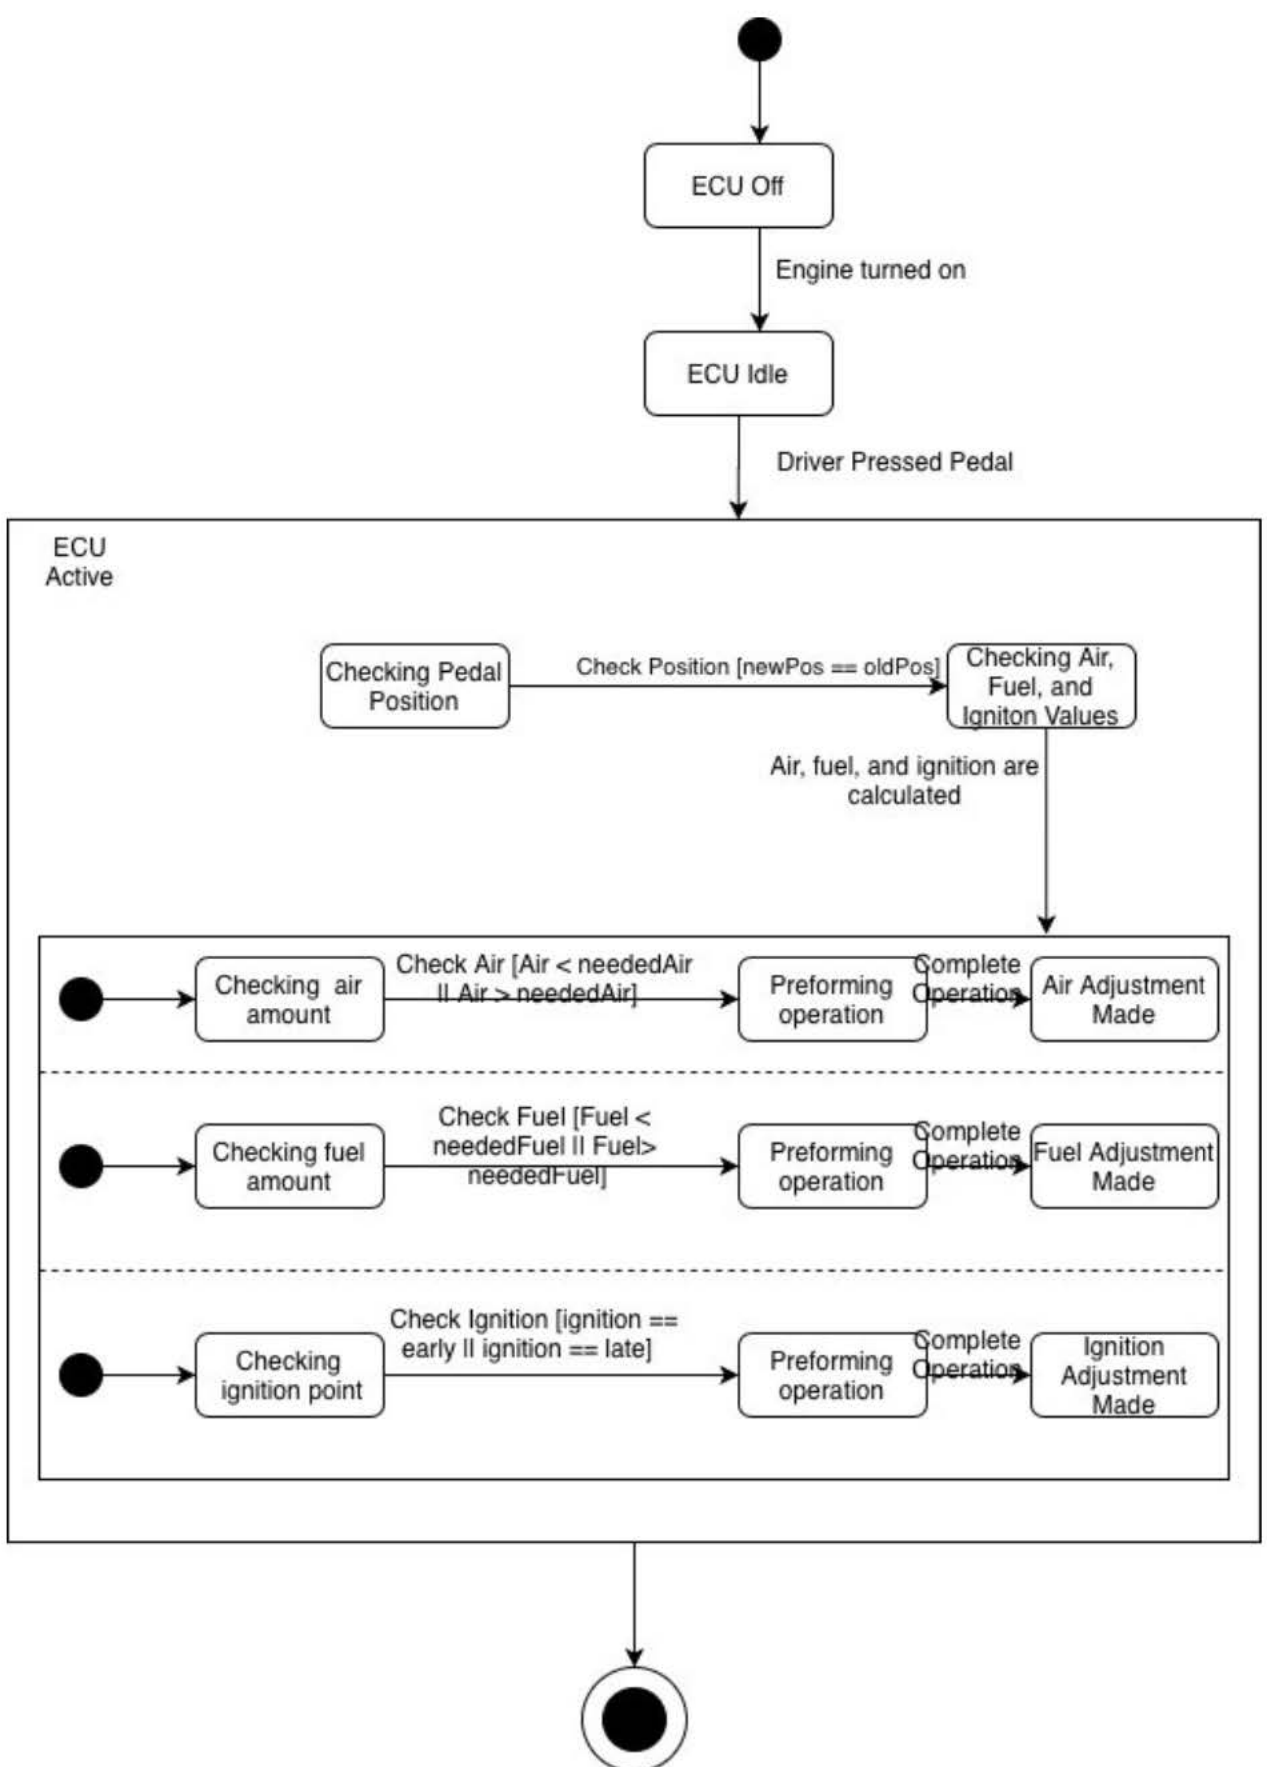 ECU Off
Engine turned on
ECU Idle
Driver Pressed Pedal
ECU
Active
Checking Pedal
Position
Check Position [newPos == oldPos]
Checking Air,
Fuel, and
Igniton Values
Air, fuel, and ignition are
calculated
Checking air
amount
Check Air [Air < neededAir
|| Air > neededAir]
Preforming
operation
Complete
Operation
Air Adjustment
Made
Checking fuel
amount
Check Fuel [Fuel <
neededFuel || Fuel>
neededFuel]
Preforming
operation
Complete
Operation
Fuel Adjustment
Made
Checking
ignition point
Check Ignition [ignition ==
early || ignition == late]
Preforming
operation
Complete
Operation
Ignition
Adjustment
Made